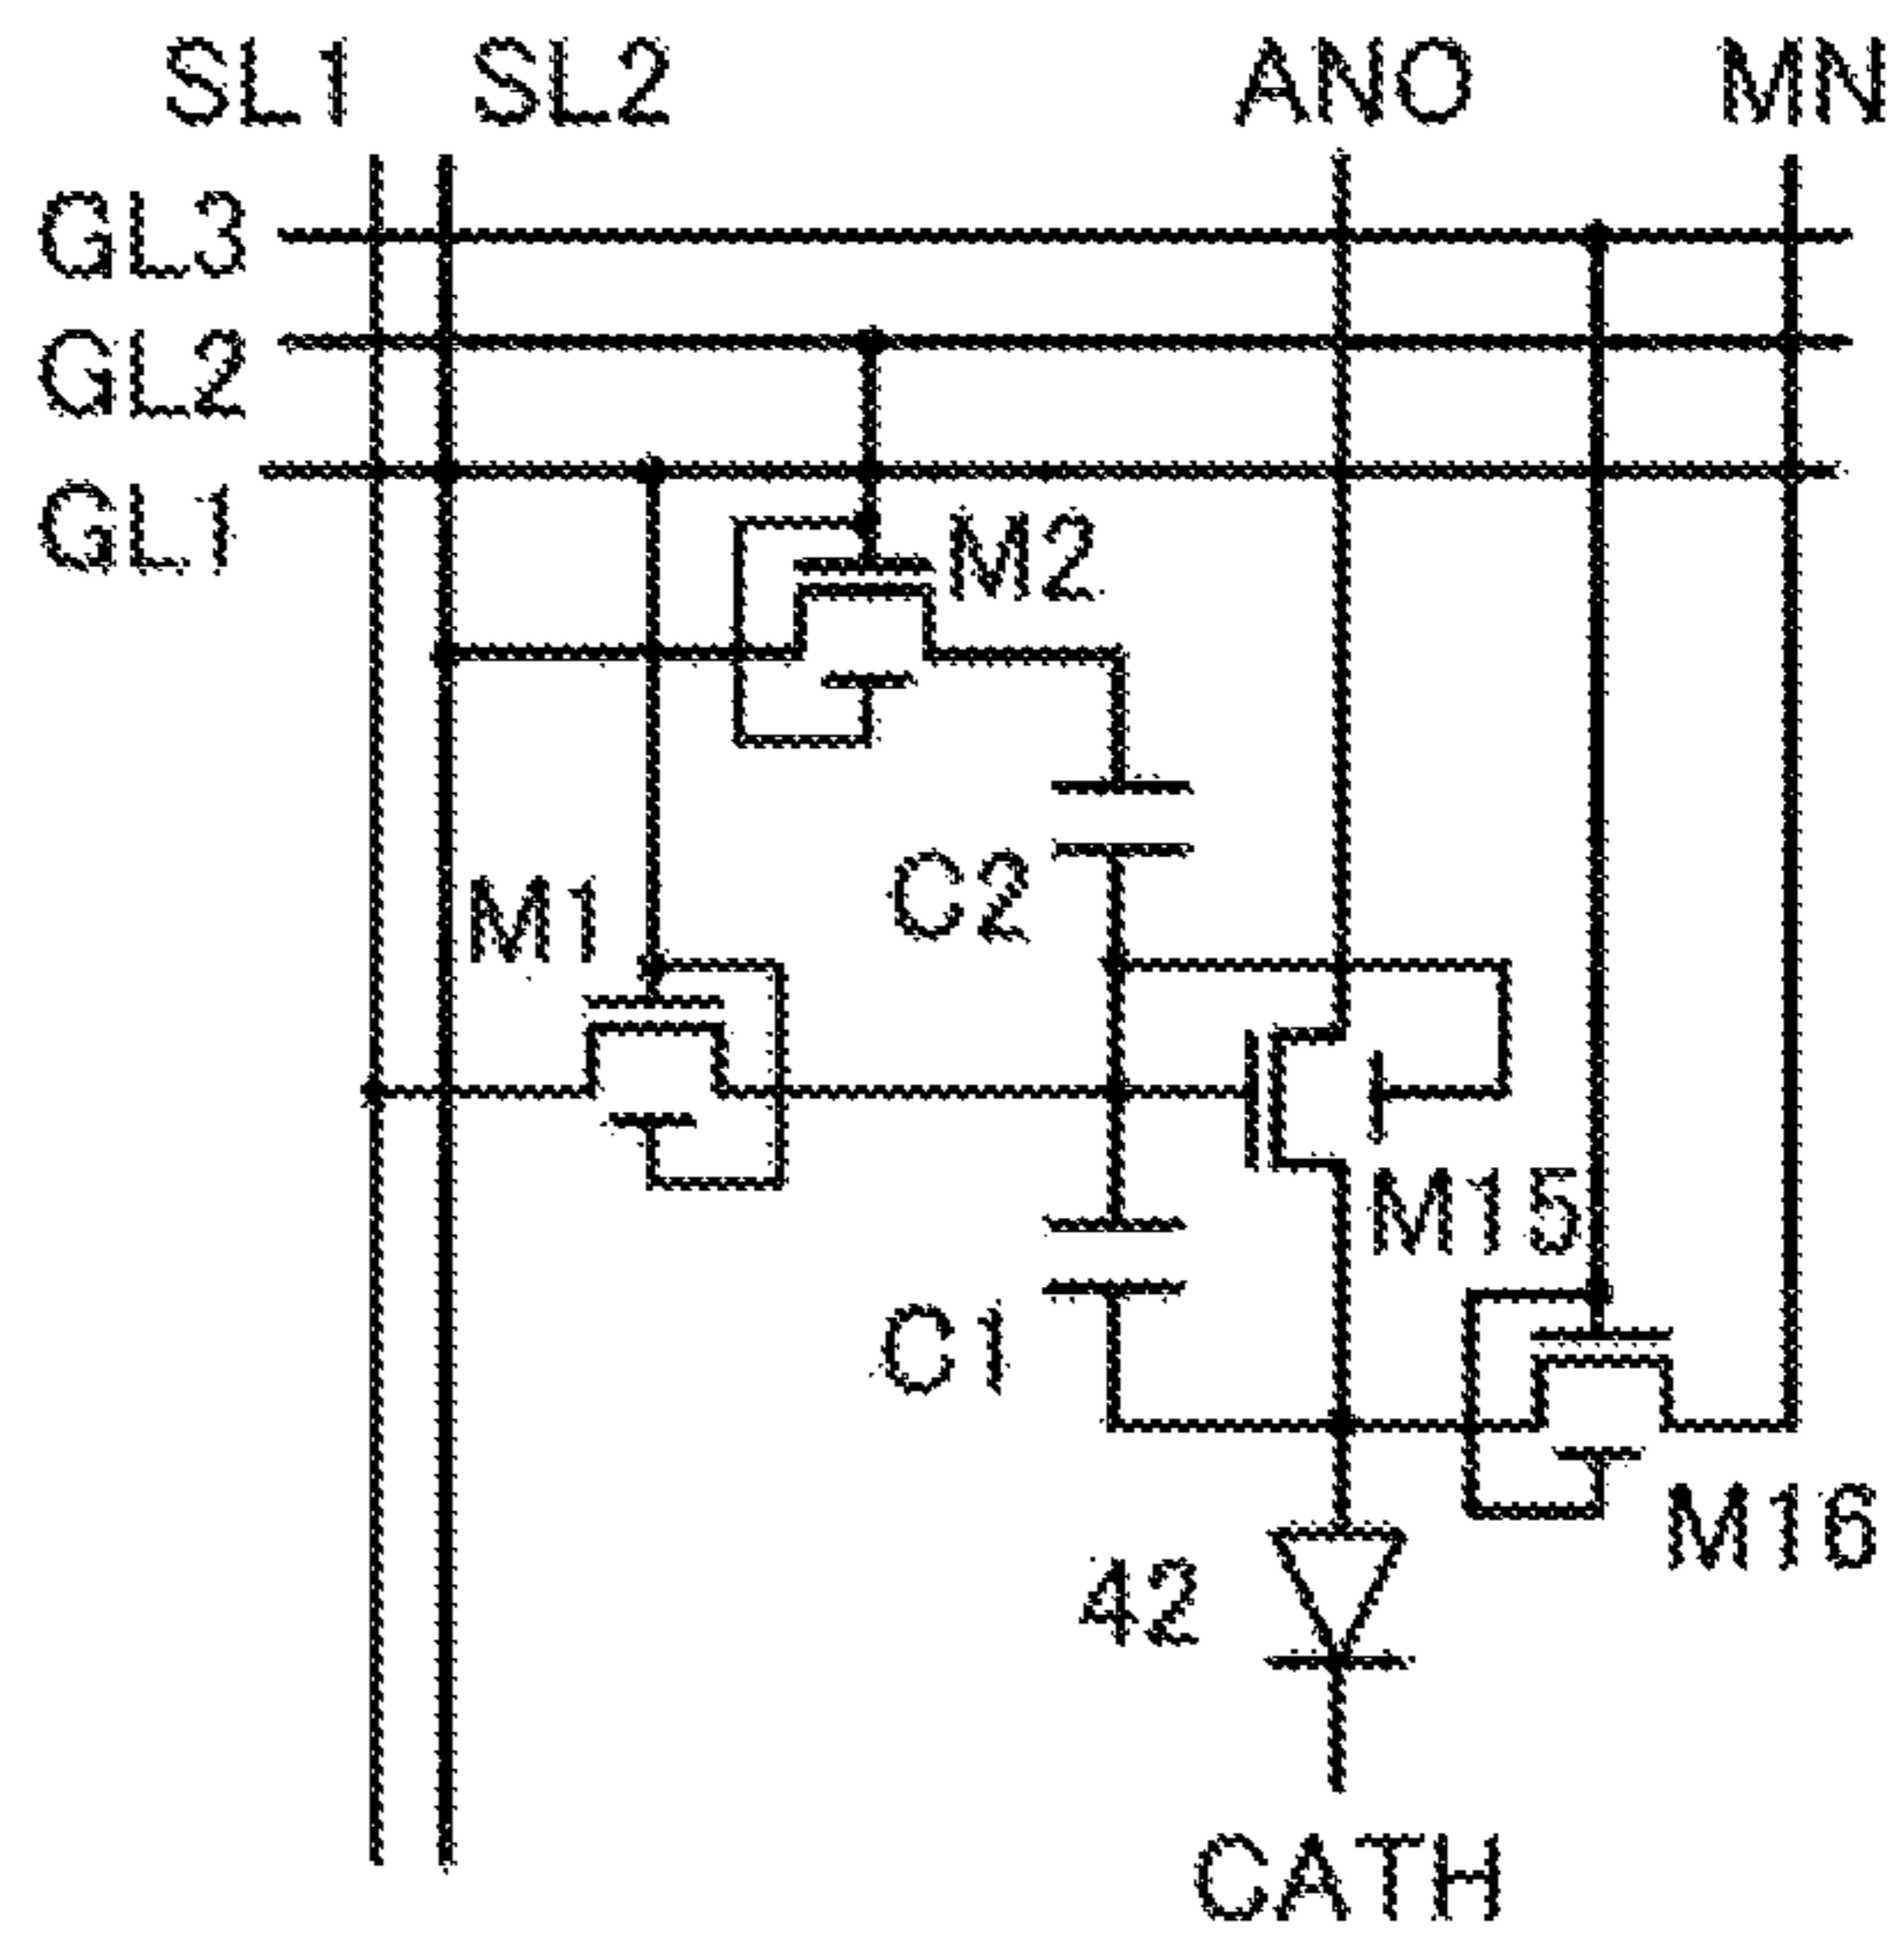 SL1 SL2 ANO MN
GL3
GL2
GL1
M2
C2
M1
M15
C1
M16
42
CATH